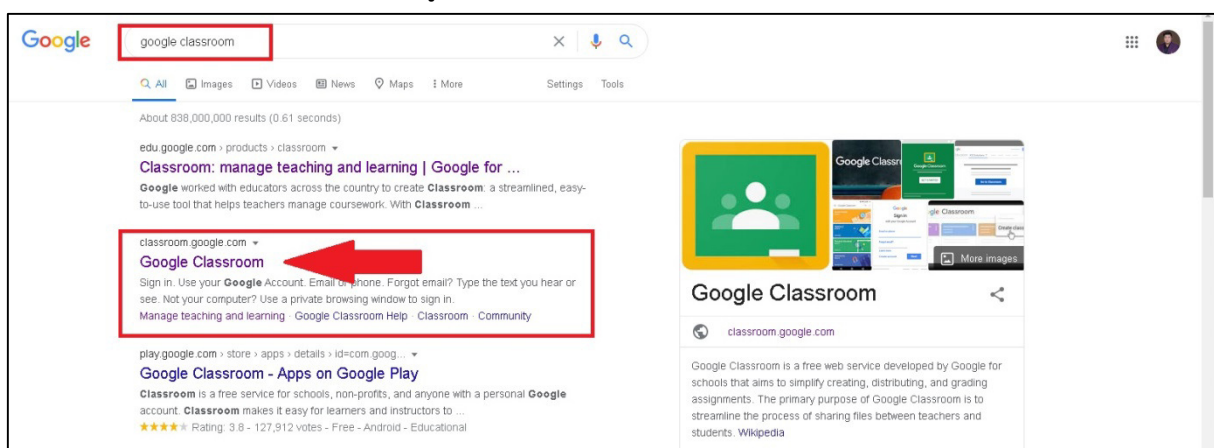 Google
google classroom
All Images Videos News Maps More Settings Tools
About 838,000,000 results (0.61 seconds)
edu.google.com › products › classroom
Classroom: manage teaching and learning | Google for ...
Google worked with educators across the country to create Classroom: a streamlined, easy-
to-use tool that helps teachers manage coursework. With Classroom ...
classroom.google.com
Google Classroom
Sign in. Use your Google Account. Email or phone. Forgot email? Type the text you hear or
see. Not your computer? Use a private browsing window to sign in.
Manage teaching and learning · Google Classroom Help · Classroom · Community
play.google.com › store › apps › details › id=com.goog...
Google Classroom - Apps on Google Play
Classroom is a free service for schools, non-profits, and anyone with a personal Google
account. Classroom makes it easy for learners and instructors to ...
Rating: 3.8 - 127,912 votes - Free - Android - Educational
Google Classr
gle Classroom
Create class
More images
Google Classroom
classroom.google.com
Google Classroom is a free web service developed by Google for
schools that aims to simplify creating, distributing, and grading
assignments. The primary purpose of Google Classroom is to
streamline the process of sharing files between teachers and
students. Wikipedia